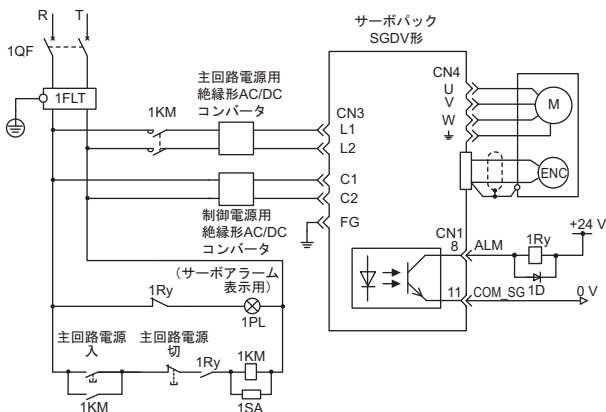 R T
1QF
1FLT
1KM
主回路電源用
絶縁形AC/DC
コンバータ
サーボパック
SGDV形
CN3
L1
L2
C1
C2
FG
制御電源用
絶縁形AC/DC
コンバータ
CN4
U
V
W
M
ENC
CN1
8 ALM
1Ry
+24 V
1D
11 COM_SG
0 V
(サーボアラーム
表示用)
1Ry
1PL
主回路電源
入
主回路電源
切
1Ry
1KM
1KM
1SA